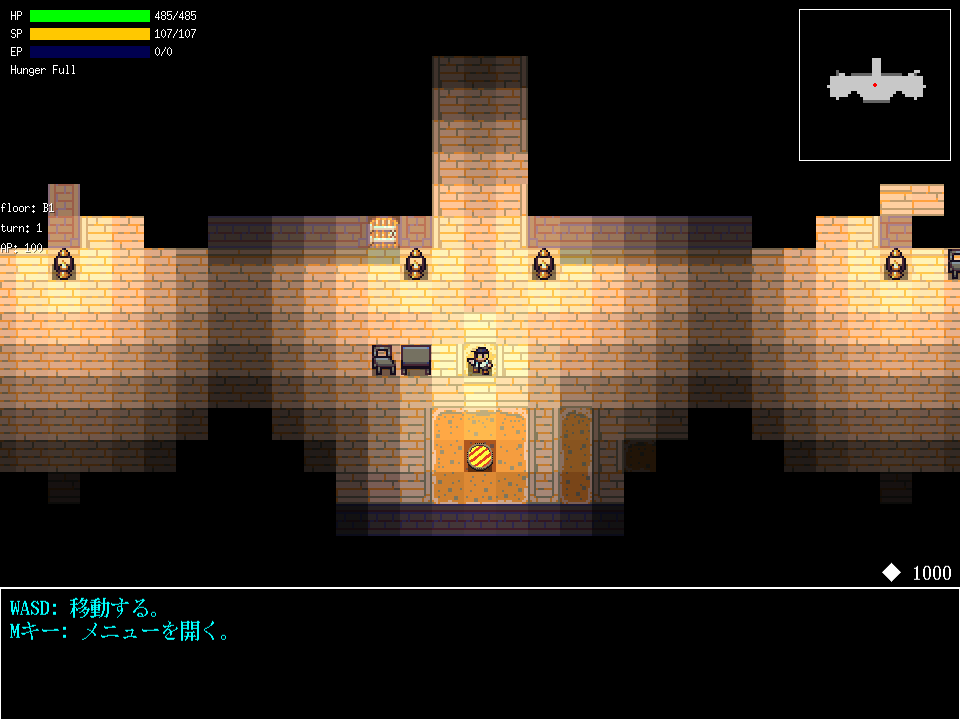 HP 485/485
SP 107/107
EP 0/0
Hunger Full
floor: B1
turn: 1
AP: 100
1000
WASD: 移動する。
Mキー: メニューを開く。